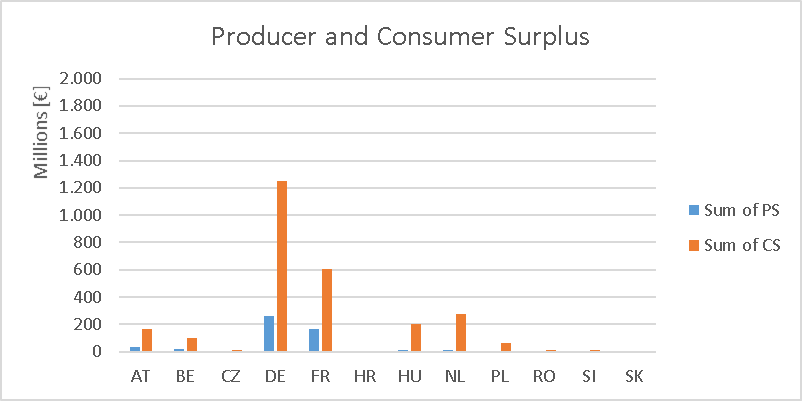 Producer and Consumer Surplus
Millions [€]
2.000
1.800
1.600
1.400
1.200
1.000
800
600
400
200
0
AT BE CZ DE FR HR HU NL PL RO SI SK
Sum of PS
Sum of CS